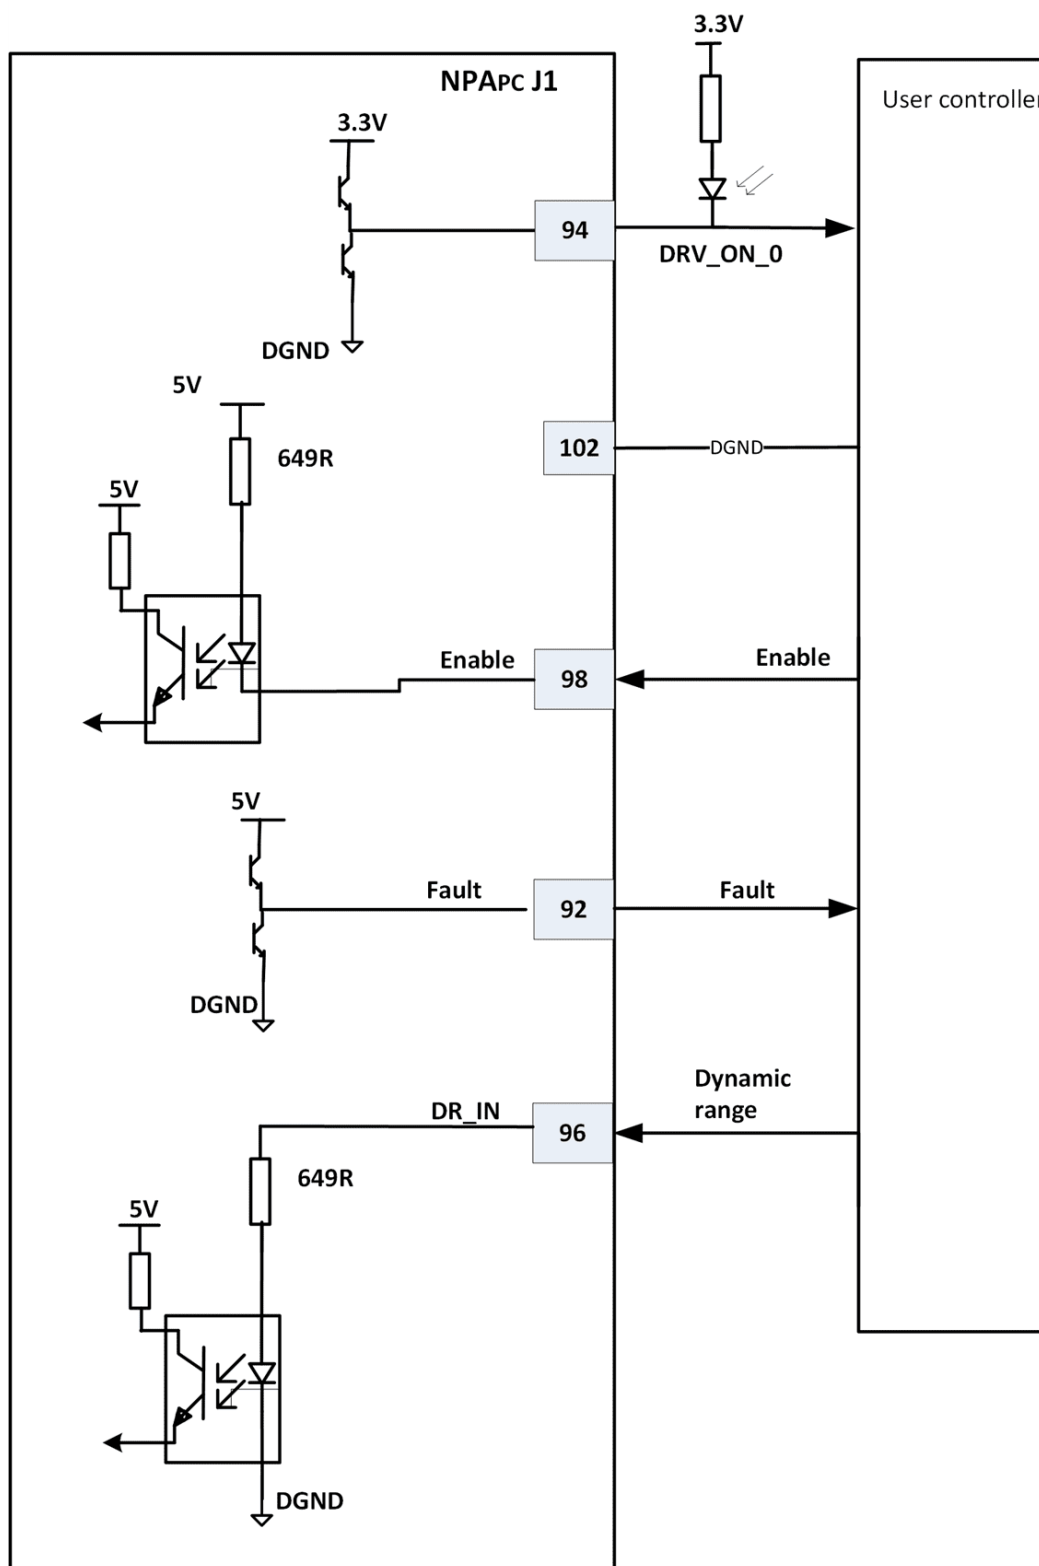 3.3V
NPAPC J1
User controller
3.3V
94
DRV_ON_0
DGND
5V
649R
102
DGND
5V
Enable
98
Enable
5V
Fault
92
Fault
DGND
Dynamic
range
DR_IN
96
649R
5V
DGND